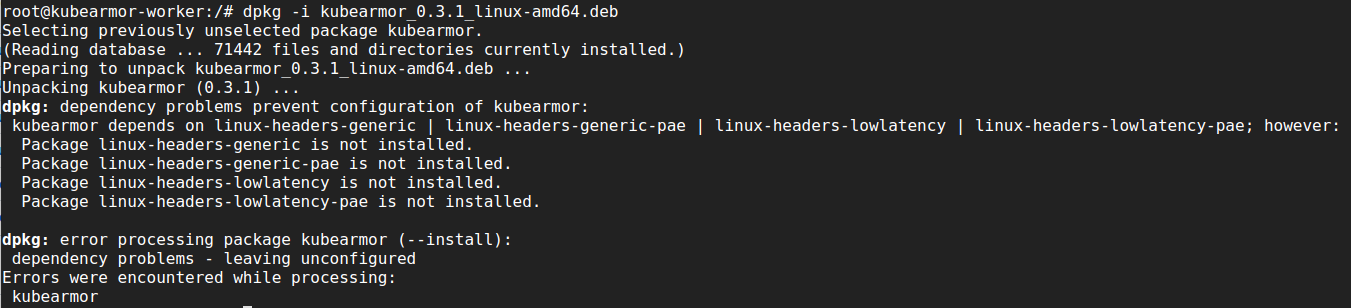 root@kubearmor-worker:/# dpkg -i kubearmor_0.3.1_linux-amd64.deb
Selecting previously unselected package kubearmor.
(Reading database ... 71442 files and directories currently installed.)
Preparing to unpack kubearmor_0.3.1_linux-amd64.deb ...
Unpacking kubearmor (0.3.1) ...
dpkg: dependency problems prevent configuration of kubearmor:
 kubearmor depends on linux-headers-generic | linux-headers-generic-pae | linux-headers-lowlatency | linux-headers-lowlatency-pae; however:
  Package linux-headers-generic is not installed.
  Package linux-headers-generic-pae is not installed.
  Package linux-headers-lowlatency is not installed.
  Package linux-headers-lowlatency-pae is not installed.

dpkg: error processing package kubearmor (--install):
 dependency problems - leaving unconfigured
Errors were encountered while processing:
 kubearmor